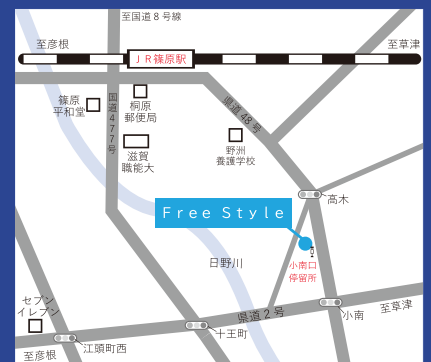 至国道8号線
至彦根
JR篠原駅
至草津
篠原
平和堂
桐原
郵便局
国道477号
県道48号
滋賀
職能大
野洲
養護学校
高木
Free Style
日野川
小南口
停留所
セブン
イレブン
県道2号
小南
至草津
十王町
江頭町西
至彦根